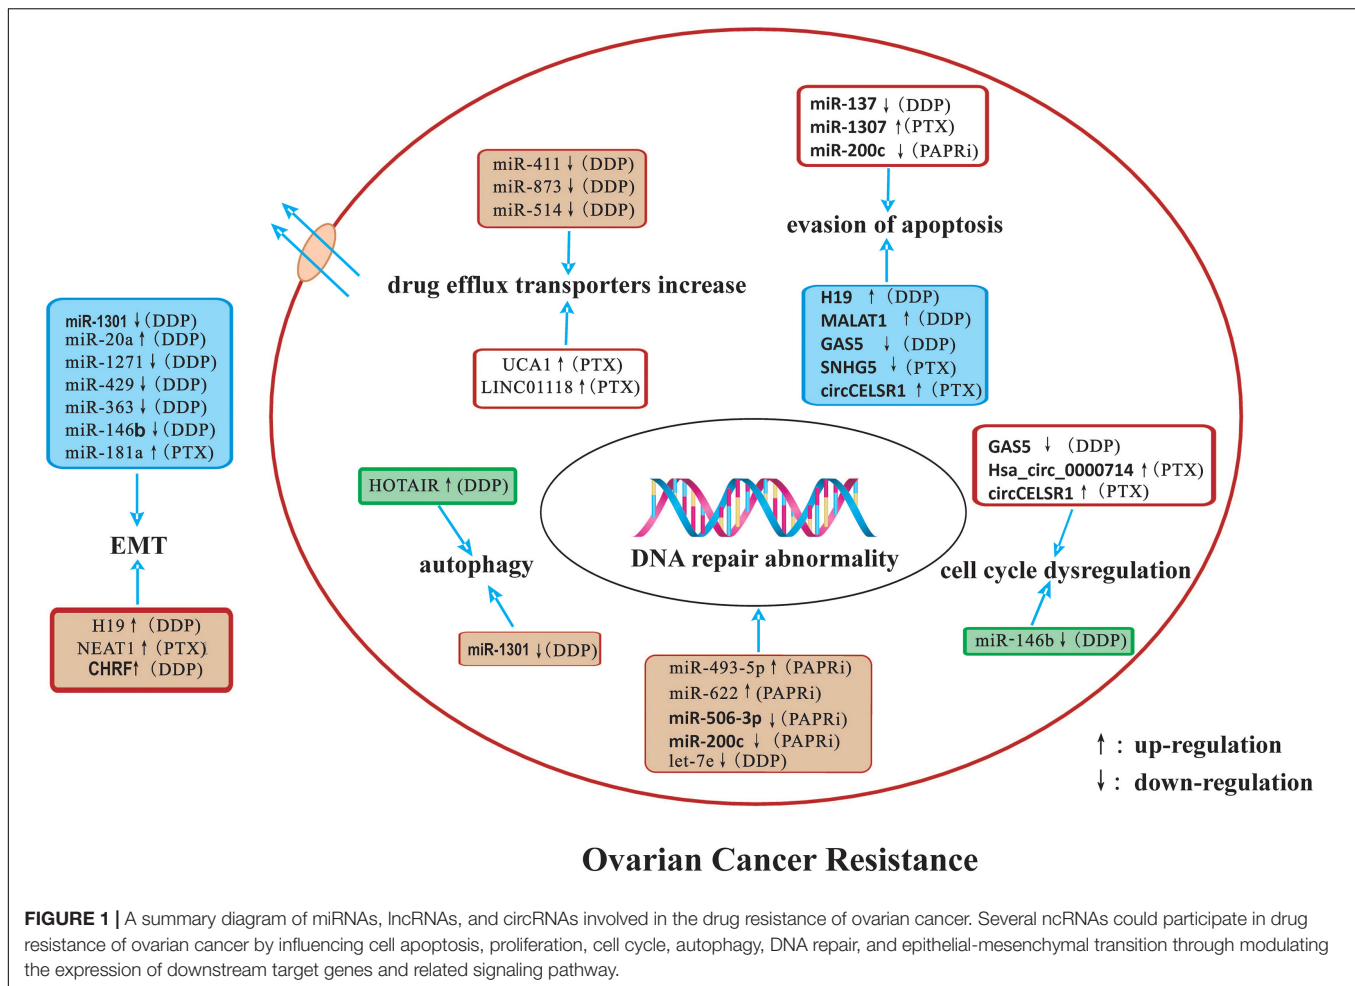 miR-137 ↓ (DDP)
miR-1307 ↑ (PTX)
miR-200c ↓ (PAPRi)
evasion of apoptosis
H19 ↑ (DDP)
MALAT1 ↑ (DDP)
GAS5 ↓ (DDP)
SNHG5 ↓ (PTX)
circCELSR1 ↑ (PTX)
miR-411 ↓ (DDP)
miR-873 ↓ (DDP)
miR-514 ↓ (DDP)
drug efflux transporters increase
UCA1 ↑ (PTX)
LINC01118 ↑ (PTX)
miR-1301 ↓ (DDP)
miR-20a ↑ (DDP)
miR-1271 ↓ (DDP)
miR-429 ↓ (DDP)
miR-363 ↓ (DDP)
miR-146b ↓ (DDP)
miR-181a ↑ (PTX)
EMT
H19 ↑ (DDP)
NEAT1 ↑ (PTX)
CHRF↑ (DDP)
HOTAIR ↑ (DDP)
autophagy
miR-1301 ↓ (DDP)
DNA repair abnormality
miR-493-5p ↑ (PAPRi)
miR-622 ↑ (PAPRi)
miR-506-3p ↓ (PAPRi)
miR-200c ↓ (PAPRi)
let-7e ↓ (DDP)
GAS5 ↓ (DDP)
Hsa_circ_0000714 ↑ (PTX)
circCELSR1 ↑ (PTX)
cell cycle dysregulation
miR-146b ↓ (DDP)
↑ : up-regulation
↓ : down-regulation
Ovarian Cancer Resistance
FIGURE 1 | A summary diagram of miRNAs, lncRNAs, and circRNAs involved in the drug resistance of ovarian cancer. Several ncRNAs could participate in drug
resistance of ovarian cancer by influencing cell apoptosis, proliferation, cell cycle, autophagy, DNA repair, and epithelial-mesenchymal transition through modulating
the expression of downstream target genes and related signaling pathway.